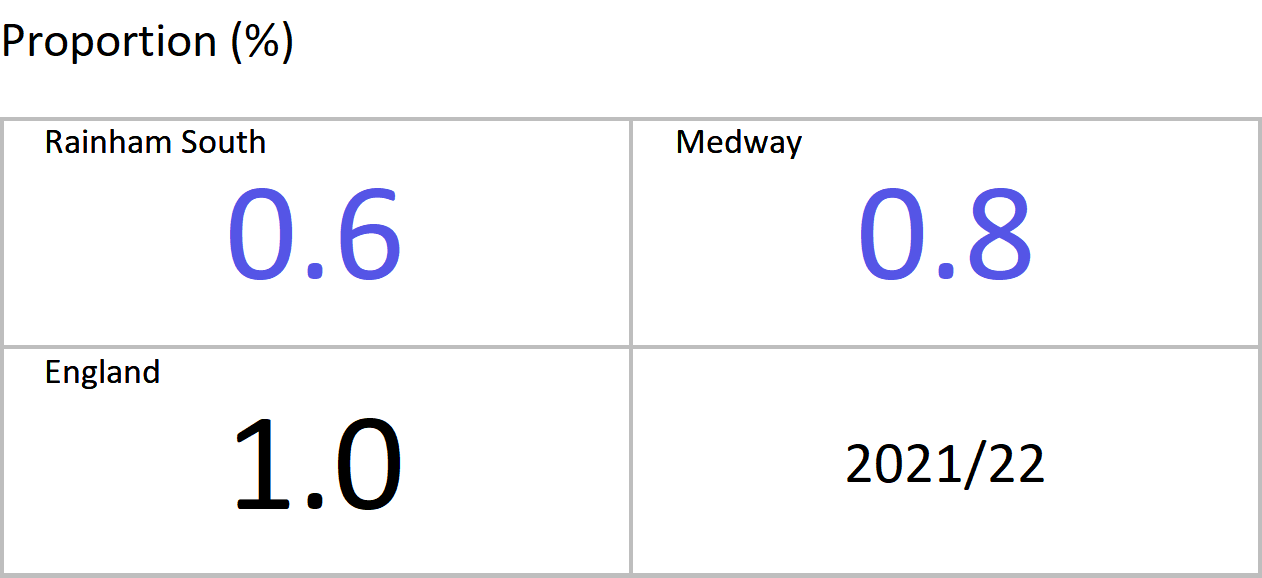 Proportion (%)
Rainham South
0.6
Medway
0.8
England
1.0
2021/22